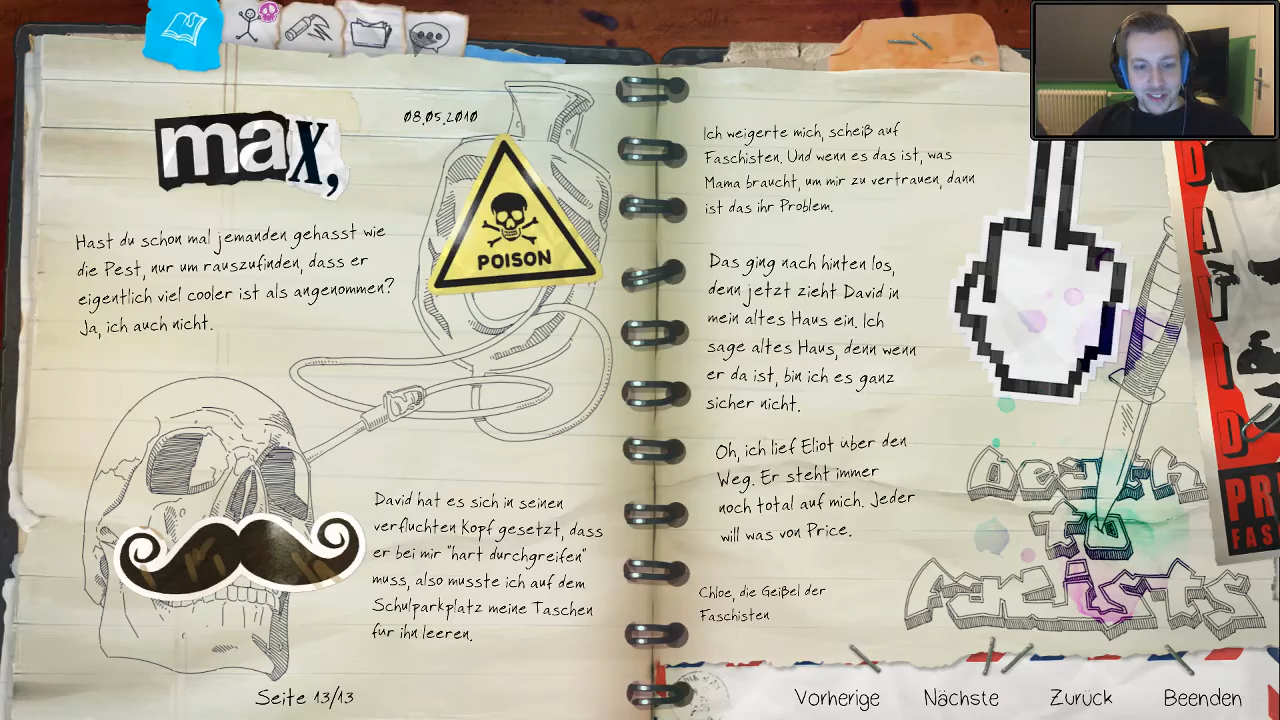 max,
08.05.2010
POISON
Hast du schon mal jemanden gehasst wie
die Pest, nur um rauszufinden, dass er
eigentlich viel cooler ist als angenommen?
Ja, ich auch nicht.
David hat es sich in seinen
verfluchten Kopf gesetzt, dass
er bei mir "hart durchgreifen"
muss, also musste ich auf dem
Schulparkplatz meine Taschen
fur ihn leeren.
Seite 13/13
Ich weigerte mich, scheiß auf
Faschisten. Und wenn es das ist, was
Mama braucht, um mir zu vertrauen, dann
ist das ihr Problem.
Das ging nach hinten los,
denn jetzt zieht David in
mein altes Haus ein. Ich
sage altes Haus, denn wenn
er da ist, bin ich es ganz
sicher nicht.
Oh, ich lief Eliot uber den
Weg. Er steht immer
noch total auf mich. Jeder
will was von Price.
Chloe, die Geißel der
Faschisten
Death
to
DAVID
PRI
FAS
Vorherige
Nächste
Zurück
Beenden